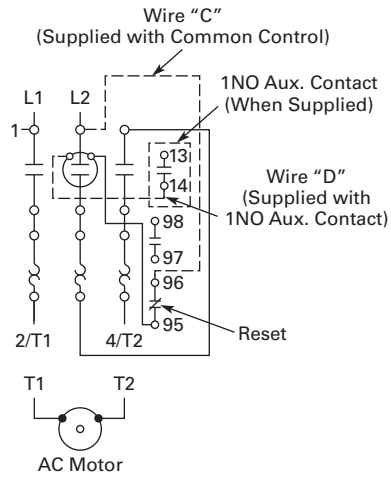 Wire “C”
(Supplied with Common Control)
1NO Aux. Contact
(When Supplied)
L1 L2
1
13
14
Wire “D”
(Supplied with
1NO Aux. Contact)
98
97
96
95
Reset
2/T1 4/T2
T1 T2
AC Motor